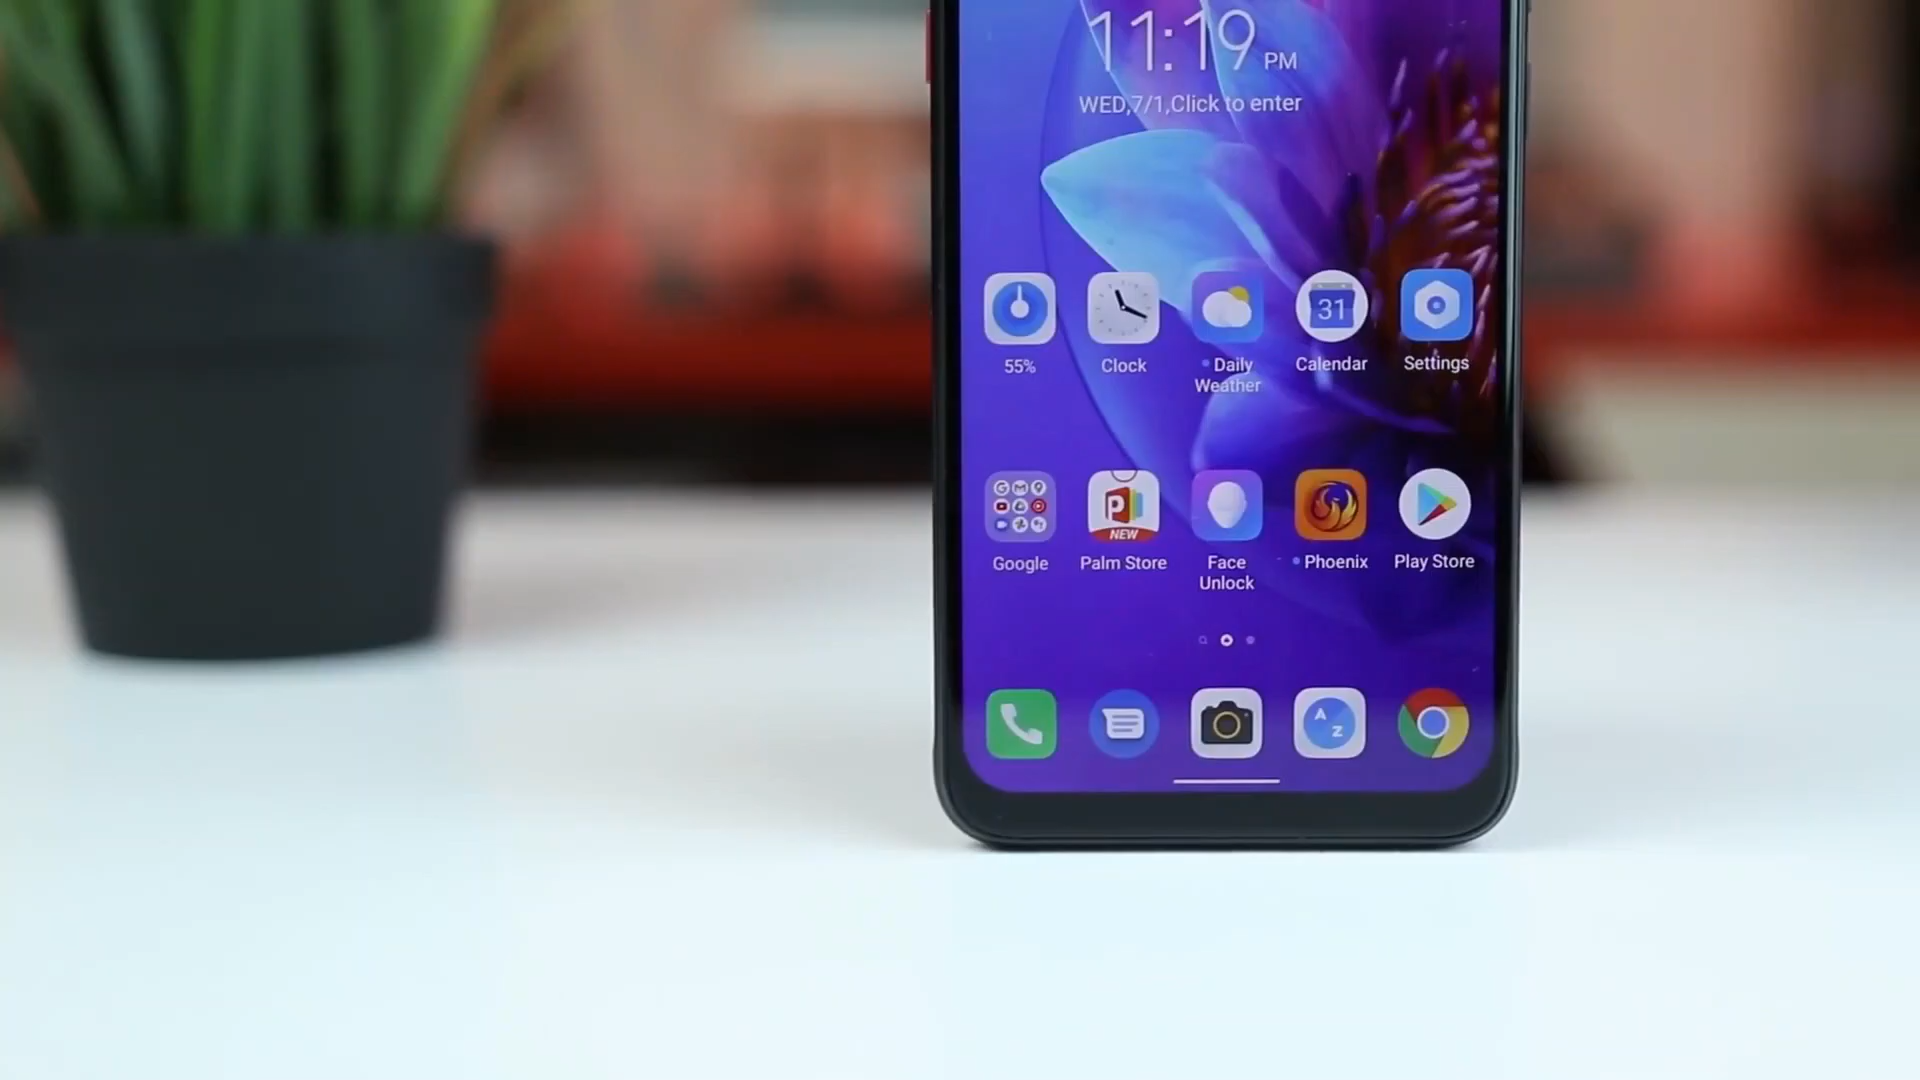 11:19 PM
WED,7/1,Click to enter
31
55%
Clock
Daily
Weather
Calendar
Settings
P
NEW
Google
Palm Store
Face
Unlock
Phoenix
Play Store
A
Z